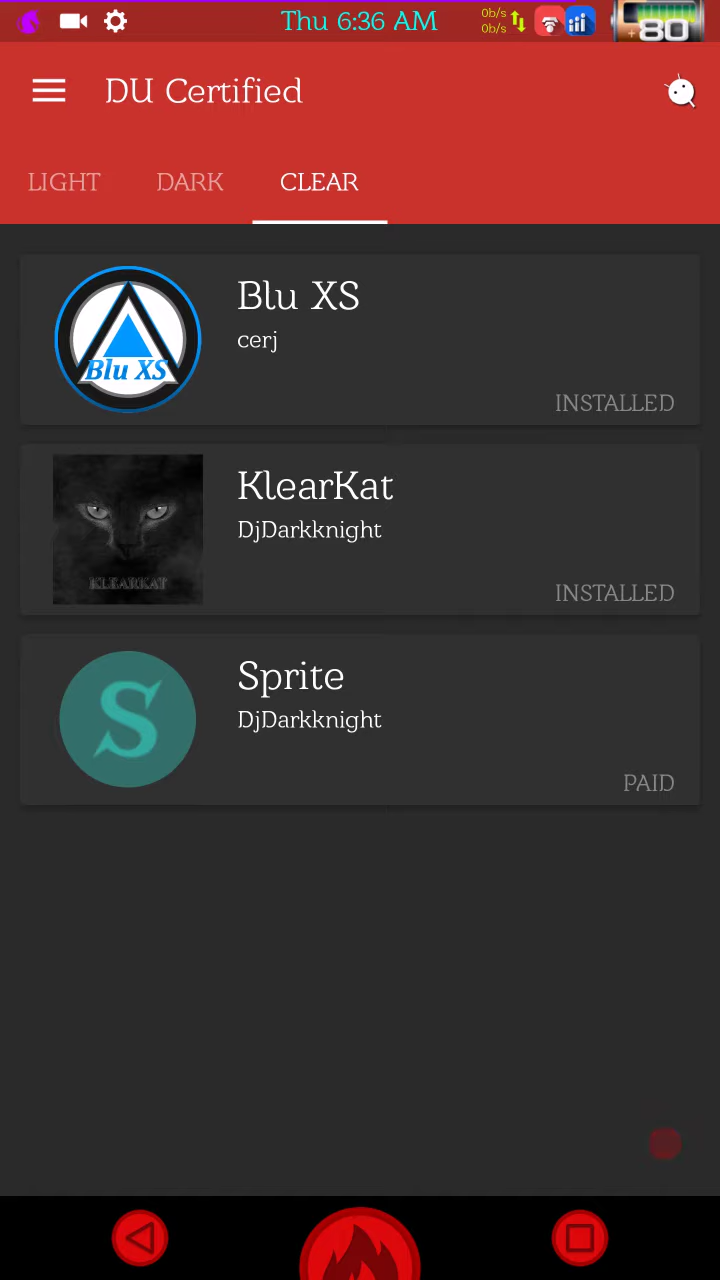 Thu 6:36 AM
0b/s
0b/s
80
DU Certified
LIGHT DARK CLEAR
Blu XS
Blu XS
cerj
INSTALLED
KLEARKAT
KlearKat
DjDarkknight
INSTALLED
S
Sprite
DjDarkknight
PAID